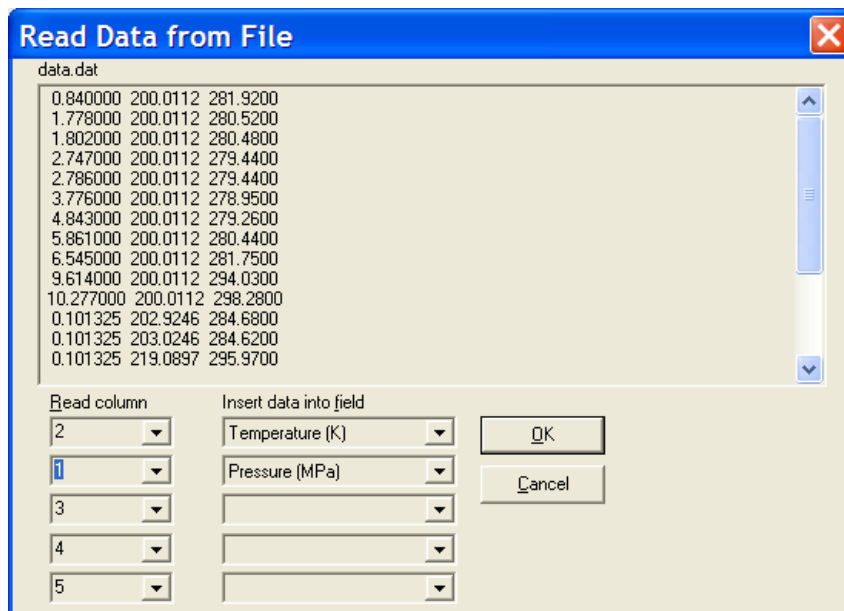 Read Data from File
data.dat
0.840000 200.0112 281.9200
1.778000 200.0112 280.5200
1.802000 200.0112 280.4800
2.747000 200.0112 279.4400
2.786000 200.0112 279.4400
3.776000 200.0112 278.9500
4.843000 200.0112 279.2600
5.861000 200.0112 280.4400
6.545000 200.0112 281.7500
9.614000 200.0112 294.0300
10.277000 200.0112 298.2800
0.101325 202.9246 284.6800
0.101325 203.0246 284.6200
0.101325 219.0897 295.9700
Read column Insert data into field
2 Temperature (K) OK
1 Pressure (MPa) Cancel
3
4
5